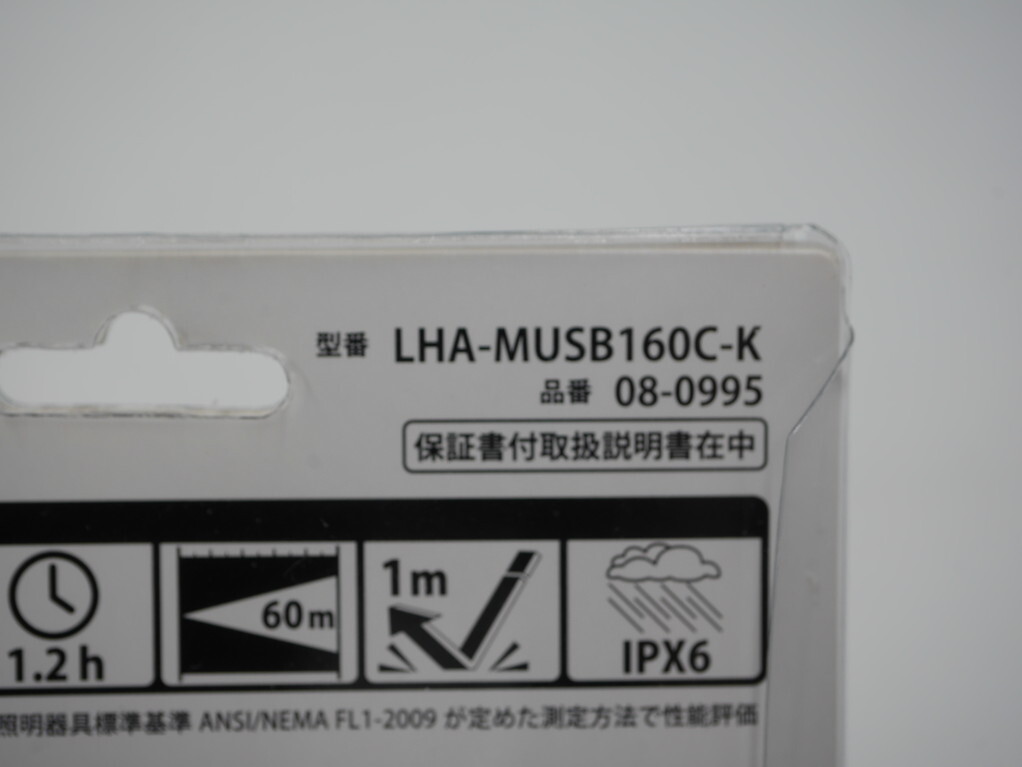 型番 LHA-MUSB160C-K
品番 08-0995
保証書付取扱説明書在中
1.2h
60m
1m
IPX6
照明器具標準基準 ANSI/NEMA FL1-2009 が定めた測定方法で性能評価